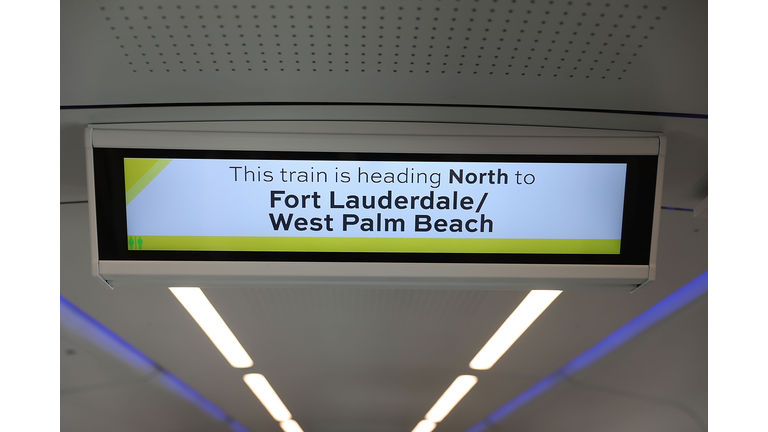 This train is heading North to
Fort Lauderdale/
West Palm Beach